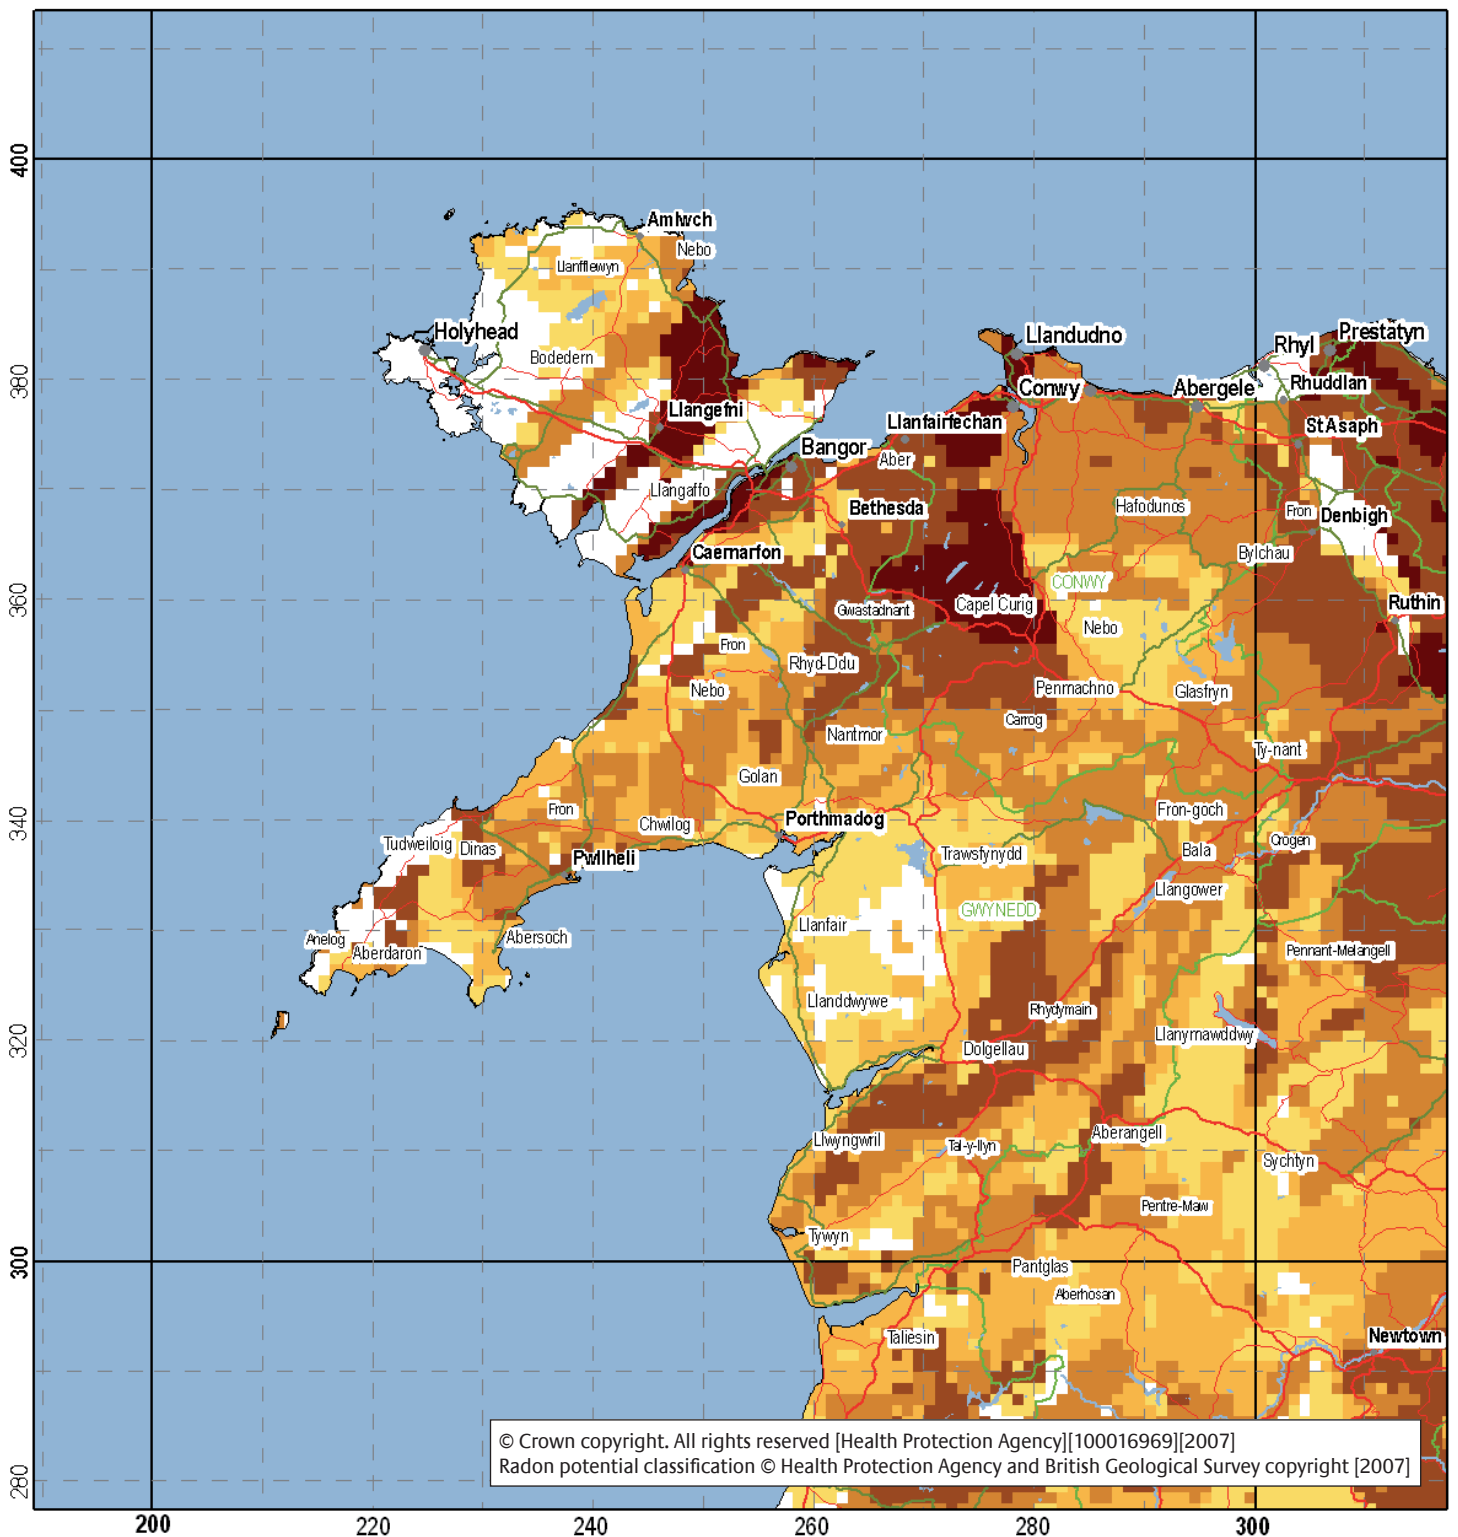 400
Amlwch
Nebo
Llanfflewyn
Holyhead
Llandudno
Prestatyn
Rhyl
Bodedern
380
Conwy
Abergele
Rhuddlan
Llangefni
Llanfairfechan
St Asaph
Bangor
Aber
Llangaffo
Bethesda
Hafodunos
Fron
Denbigh
Caernarfon
Bylchau
CONWY
360
Gwastadnant
Capel Curig
Ruthin
Nebo
Fron
Rhyd-Ddu
Nebo
Penmachno
Glasfryn
Carrog
Nantmor
Ty-nant
Golan
Fron
Fron-goch
340
Chwilog
Porthmadog
Tudweiloig
Dinas
Crogen
Pwllheli
Trawsfynydd
Bala
Llangower
GWYNEDD
Llanfair
Anelog
Abersoch
Aberdaron
Pennant-Melangell
Llanddwywe
Rhydymain
320
Llanymawddwy
Dolgellau
Llwyngwril
Tal-y-llyn
Aberangell
Sychtyn
Pentre-Maw
Tywyn
300
Pantglas
Aberhosan
Taliesin
Newtown
© Crown copyright. All rights reserved [Health Protection Agency][100016969][2007]
Radon potential classification © Health Protection Agency and British Geological Survey copyright [2007]
280
200
220
240
260
280
300